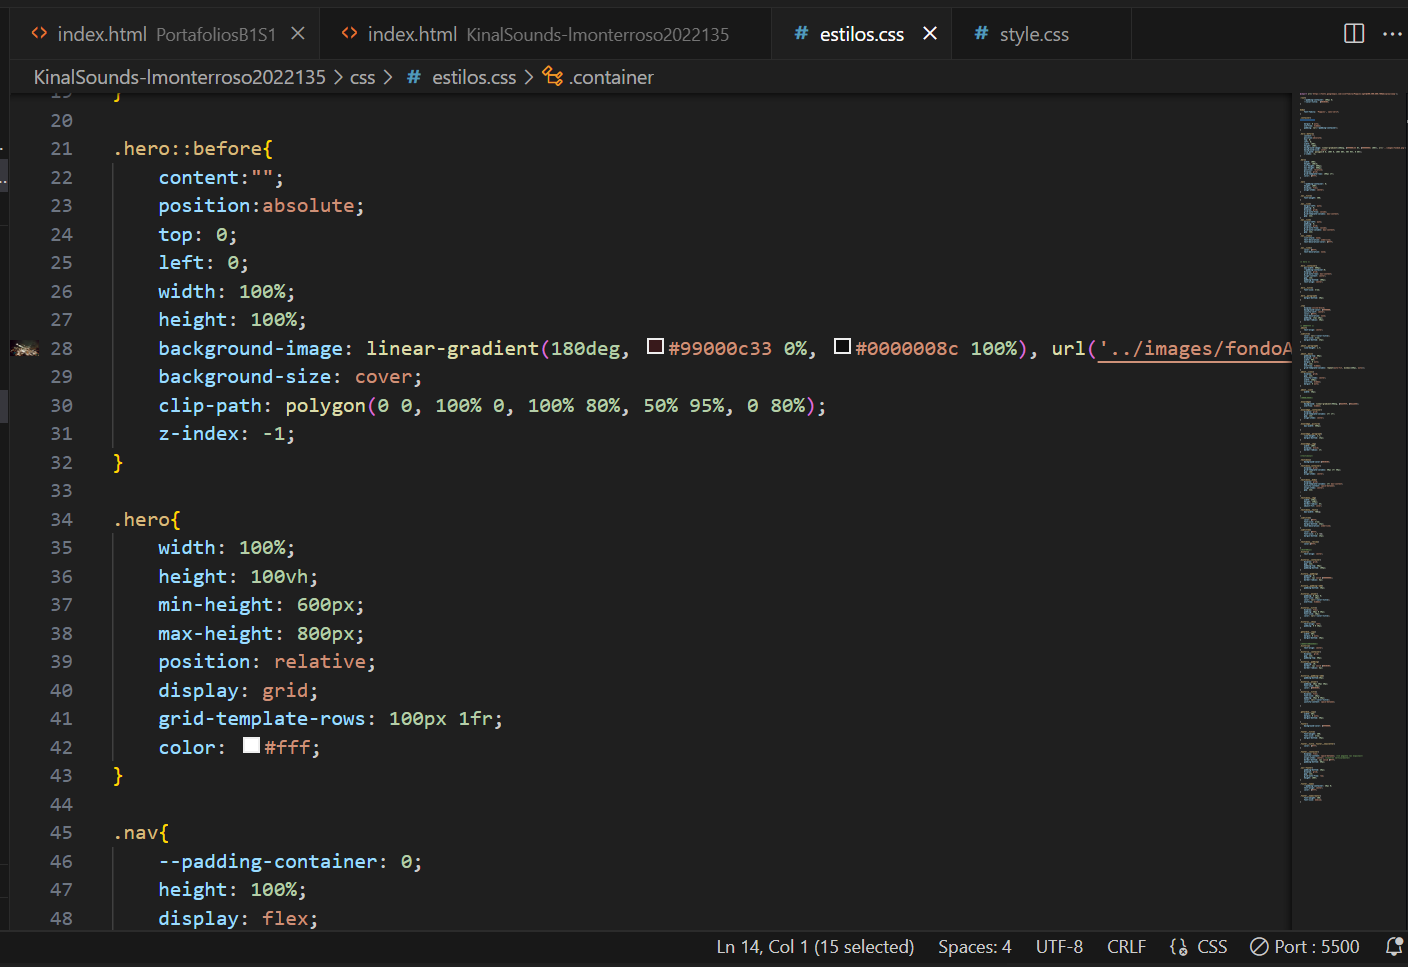 index.html PortafoliosB1S1 index.html KinalSounds-lmonterroso2022135 # estilos.css # style.css
KinalSounds-lmonterroso2022135 > css > # estilos.css > .container
19 }
20
21 .hero::before{
22 content:"";
23 position:absolute;
24 top: 0;
25 left: 0;
26 width: 100%;
27 height: 100%;
28 background-image: linear-gradient(180deg, #99000c33 0%, #0000008c 100%), url('../images/fondoA
29 background-size: cover;
30 clip-path: polygon(0 0, 100% 0, 100% 80%, 50% 95%, 0 80%);
31 z-index: -1;
32 }
33
34 .hero{
35 width: 100%;
36 height: 100vh;
37 min-height: 600px;
38 max-height: 800px;
39 position: relative;
40 display: grid;
41 grid-template-rows: 100px 1fr;
42 color: #fff;
43 }
44
45 .nav{
46 --padding-container: 0;
47 height: 100%;
48 display: flex;
Ln 14, Col 1 (15 selected) Spaces: 4 UTF-8 CRLF CSS Port : 5500